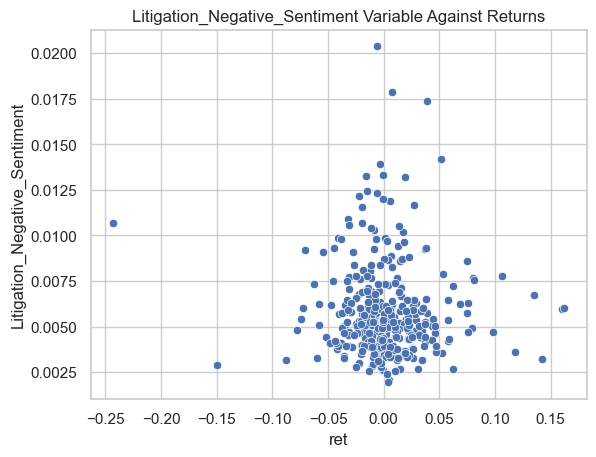 Litigation_Negative_Sentiment Variable Against Returns
Litigation_Negative_Sentiment
0.0200
0.0175
0.0150
0.0125
0.0100
0.0075
0.0050
0.0025
-0.25 -0.20 -0.15 -0.10 -0.05 0.00 0.05 0.10 0.15
ret